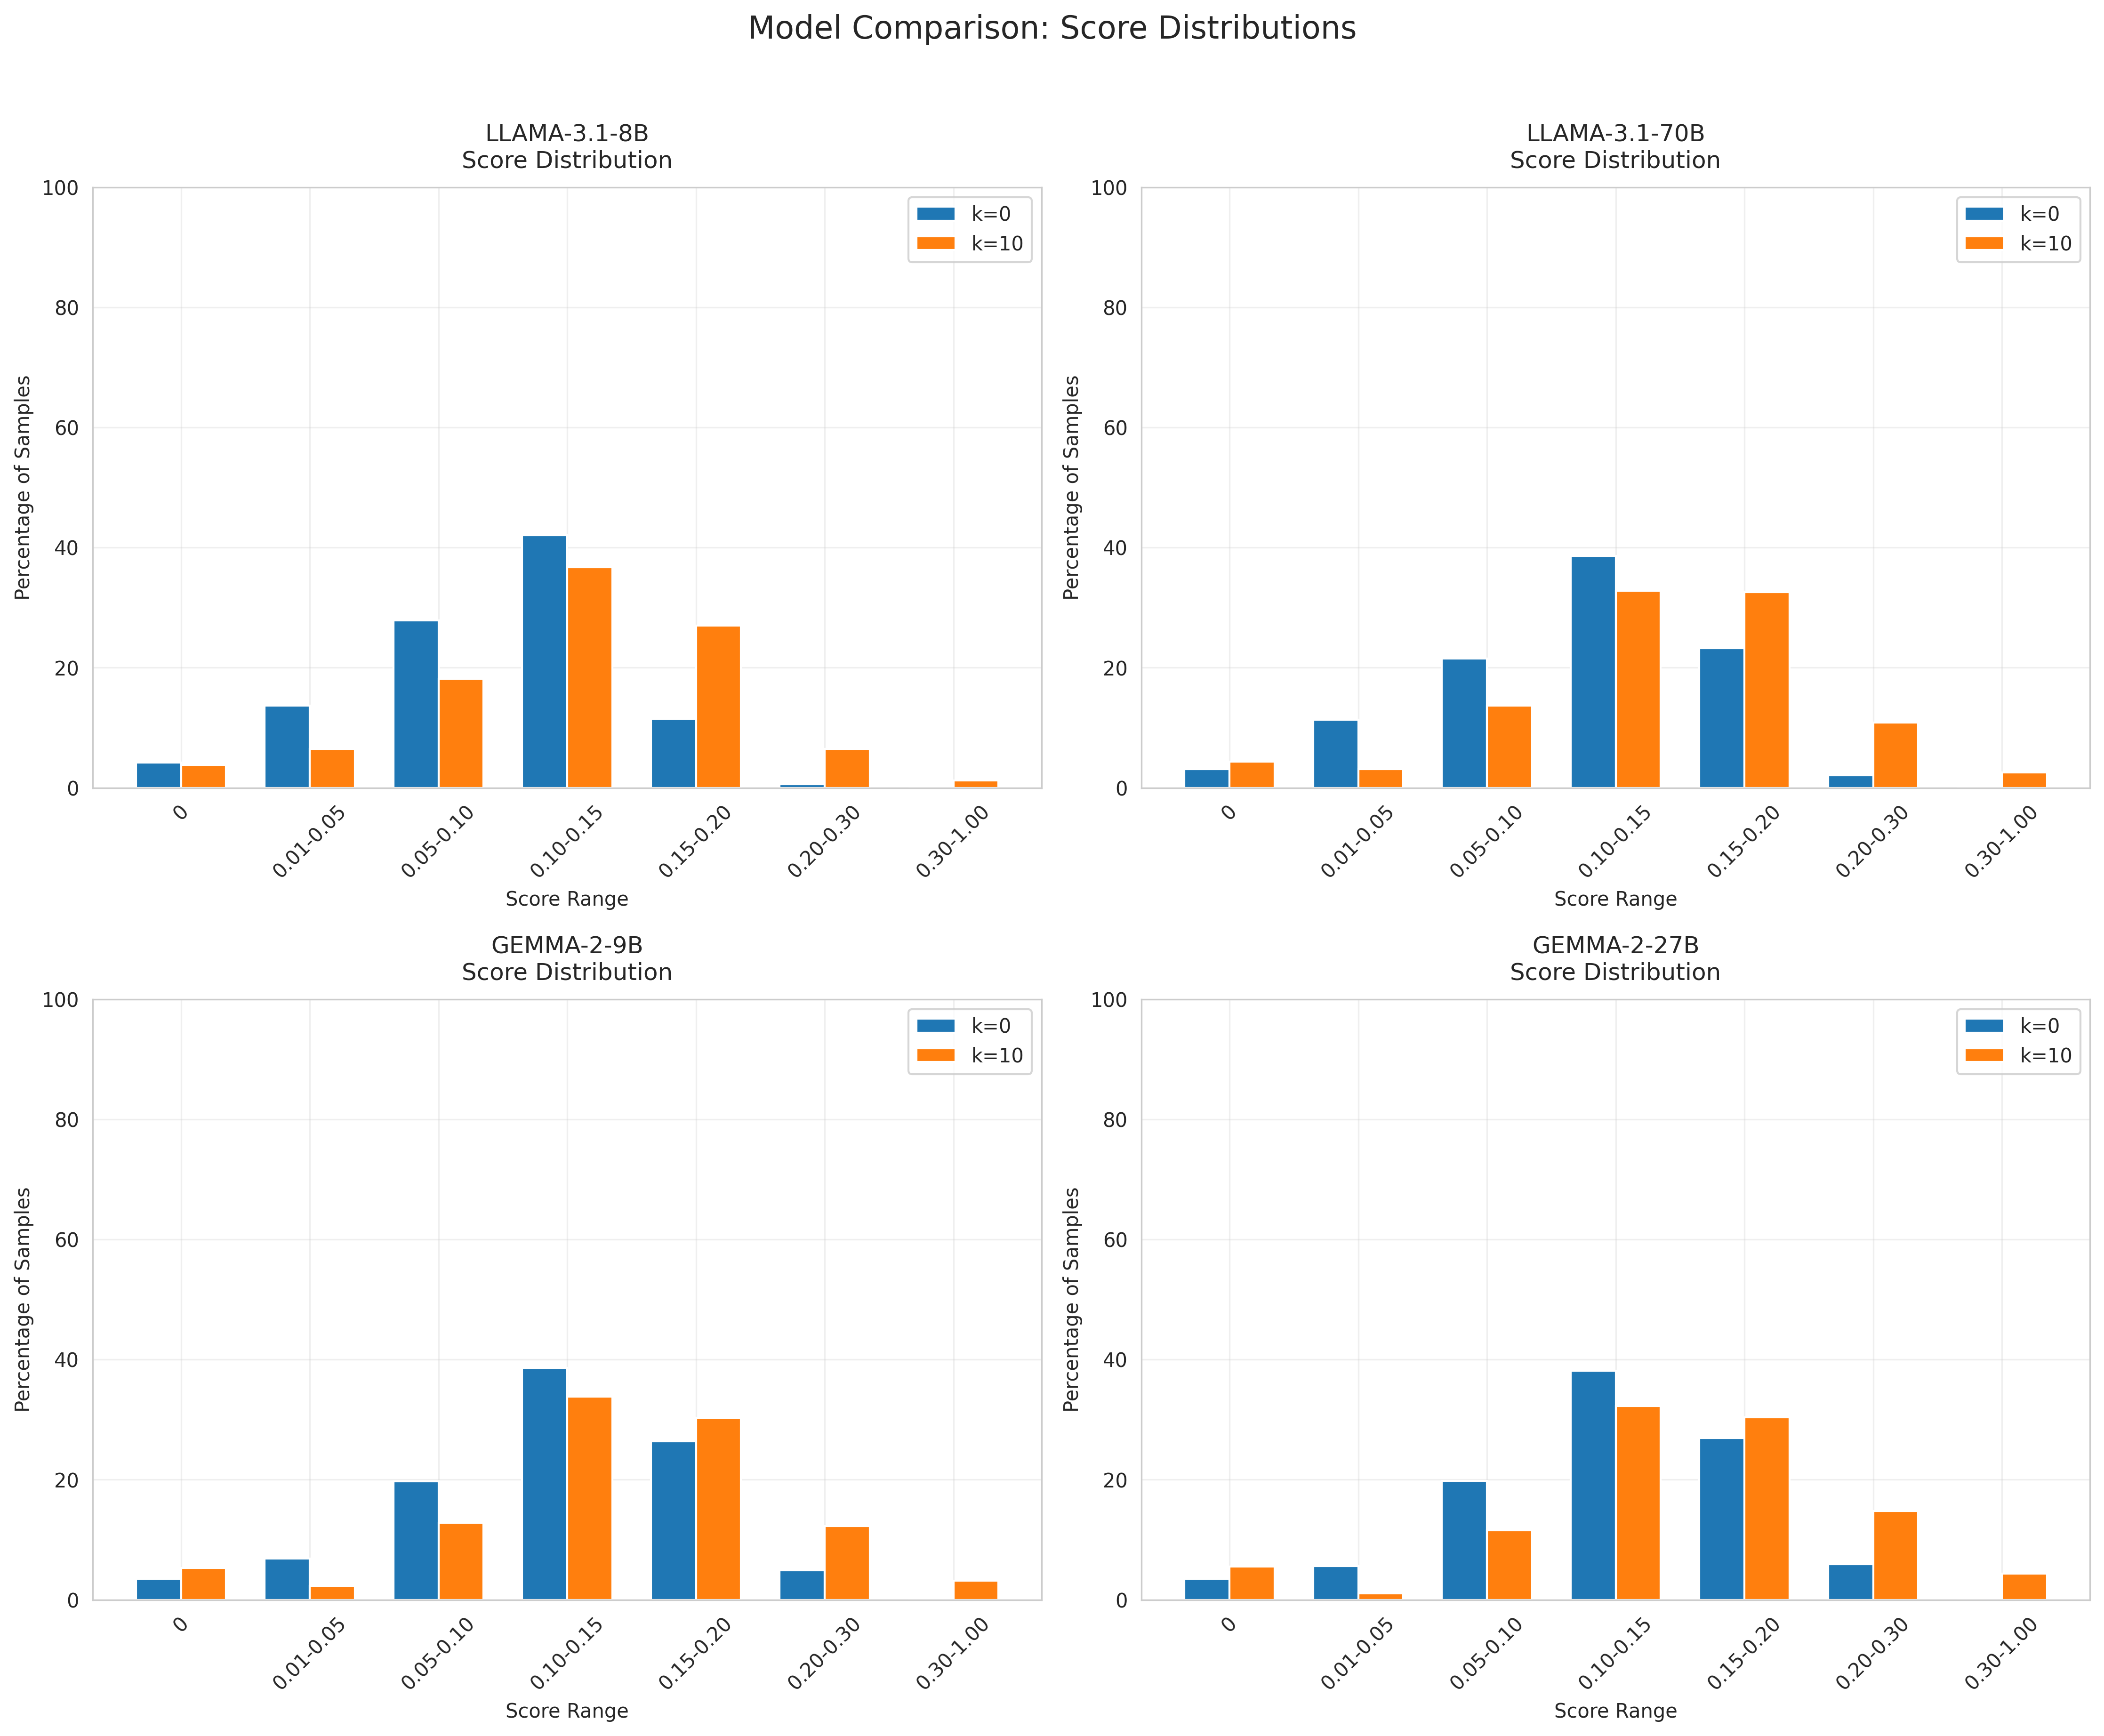 Model Comparison: Score Distributions
LLAMA-3.1-8B
Score Distribution
100
80
60
40
20
0
Percentage of Samples
k=0
k=10
0
0.01-0.05
0.05-0.10
0.10-0.15
0.15-0.20
0.20-0.30
0.30-1.00
Score Range
LLAMA-3.1-70B
Score Distribution
100
80
60
40
20
0
Percentage of Samples
k=0
k=10
0
0.01-0.05
0.05-0.10
0.10-0.15
0.15-0.20
0.20-0.30
0.30-1.00
Score Range
GEMMA-2-9B
Score Distribution
100
80
60
40
20
0
Percentage of Samples
k=0
k=10
0
0.01-0.05
0.05-0.10
0.10-0.15
0.15-0.20
0.20-0.30
0.30-1.00
Score Range
GEMMA-2-27B
Score Distribution
100
80
60
40
20
0
Percentage of Samples
k=0
k=10
0
0.01-0.05
0.05-0.10
0.10-0.15
0.15-0.20
0.20-0.30
0.30-1.00
Score Range